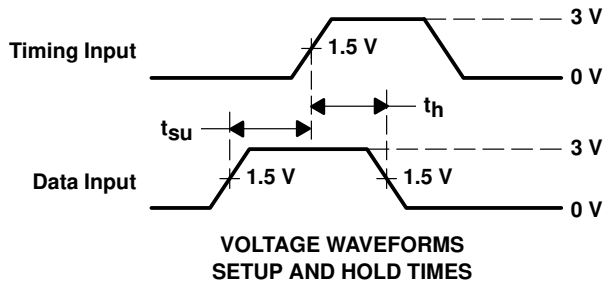 3 V
Timing Input
1.5 V
0 V
th
tsu
3 V
Data Input
1.5 V
1.5 V
0 V
VOLTAGE WAVEFORMS
SETUP AND HOLD TIMES